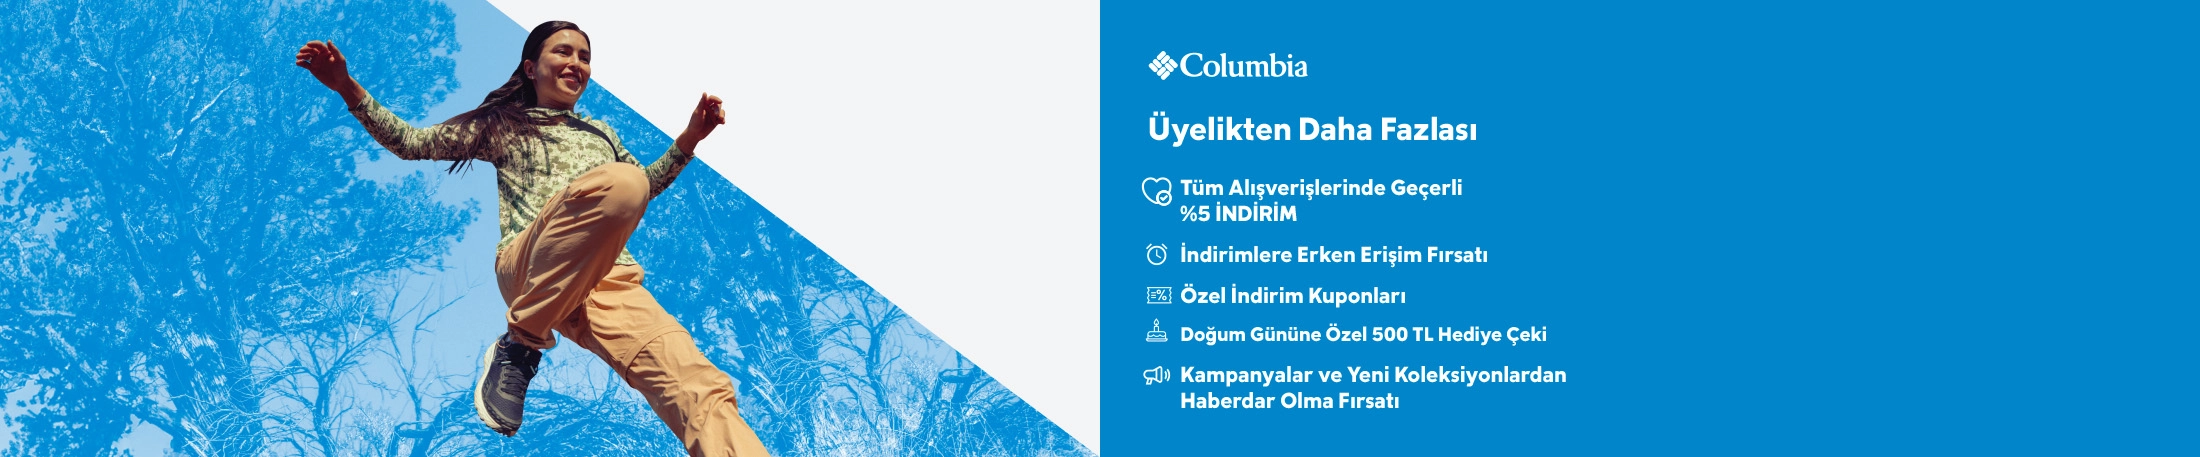 Columbia
Üyelikten Daha Fazlası
Tüm Alışverişlerinde Geçerli
%5 İNDİRİM
İndirimlere Erken Erişim Fırsatı
Özel İndirim Kuponları
Doğum Gününe Özel 500 TL Hediye Çeki
Kampanyalar ve Yeni Koleksiyonlardan
Haberdar Olma Fırsatı